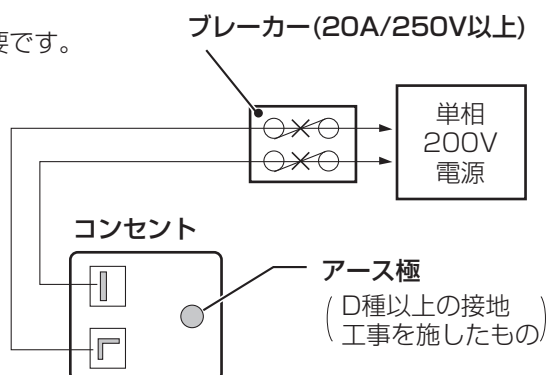 要です。
ブレーカー(20A/250V以上)
単相
200V
電源
コンセント
アース極
(D種以上の接地
工事を施したもの)